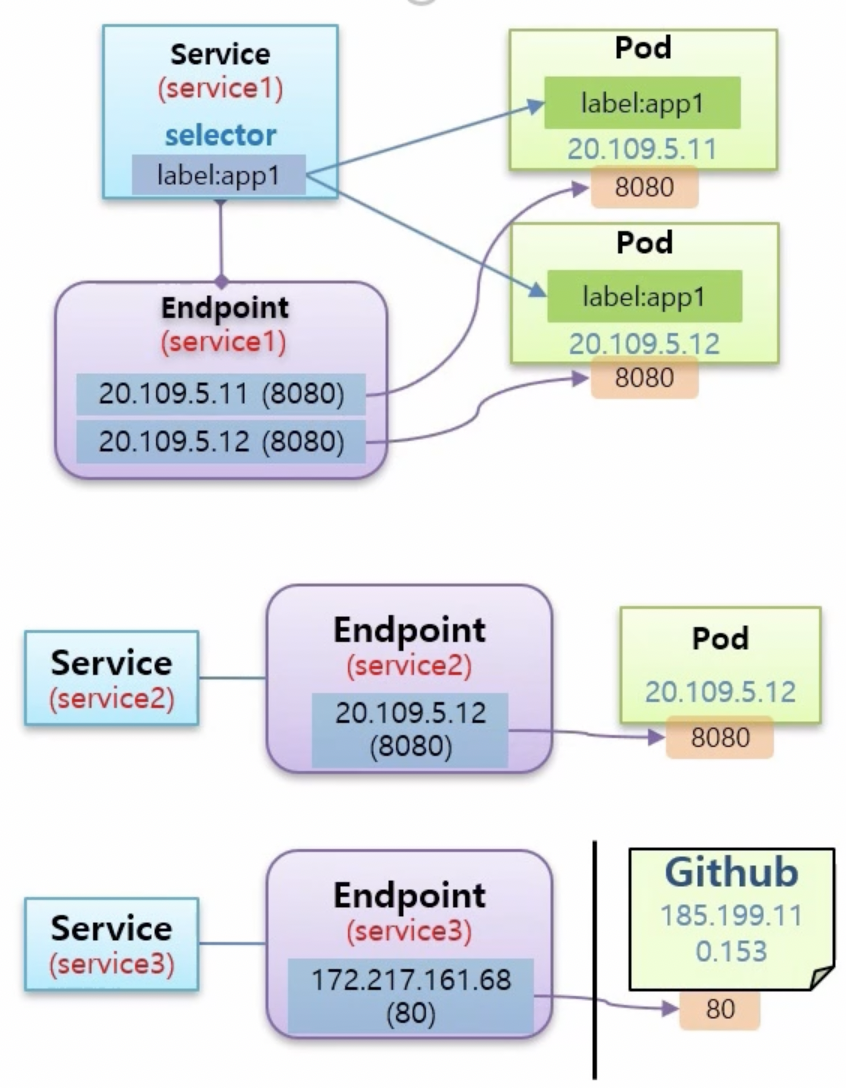 Service
(service1)
selector
label:app1
Pod
label:app1
20.109.5.11
8080
Pod
label:app1
20.109.5.12
8080
Endpoint
(service1)
20.109.5.11 (8080)
20.109.5.12 (8080)
Service
(service2)
Endpoint
(service2)
20.109.5.12
(8080)
Pod
20.109.5.12
8080
Service
(service3)
Endpoint
(service3)
172.217.161.68
(80)
Github
185.199.11
0.153
80